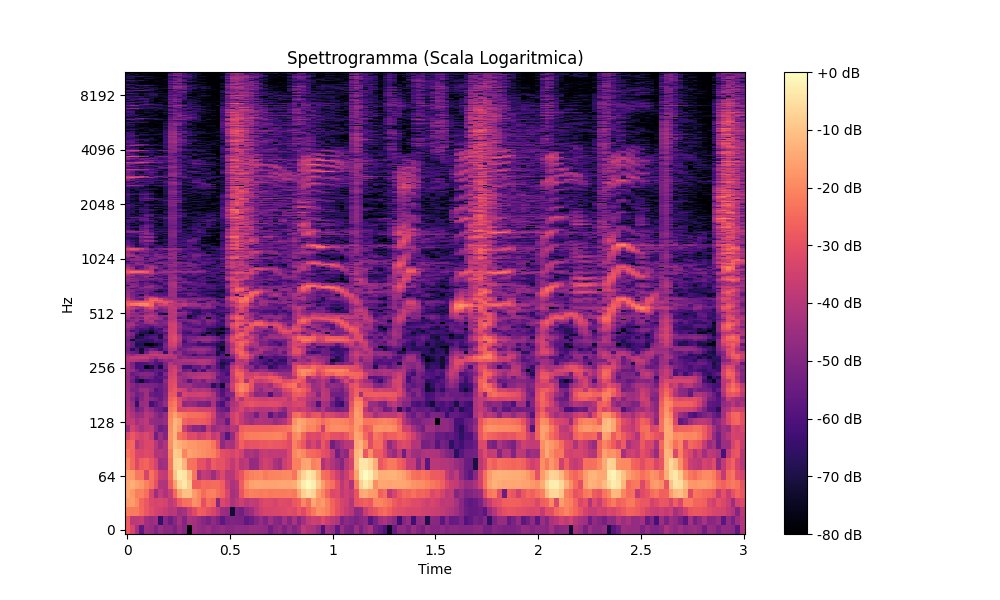 Spettrogramma (Scala Logaritmica)
Hz
8192
4096
2048
1024
512
256
128
64
0
0
0.5
1
1.5
2
2.5
3
Time
+0 dB
-10 dB
-20 dB
-30 dB
-40 dB
-50 dB
-60 dB
-70 dB
-80 dB